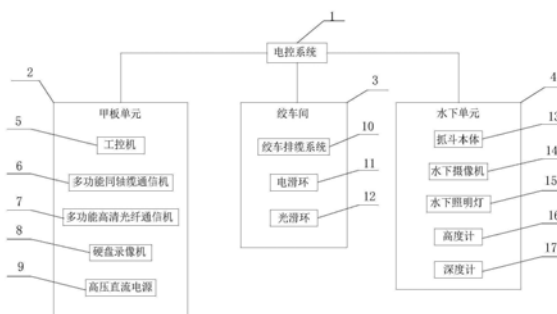 1
电控系统
2
甲板单元
5
工控机
6
多功能同轴缆通信机
7
多功能高清光纤通信机
8
硬盘录像机
9
高压直流电源
3
绞车间
10
绞车排缆系统
11
电滑环
12
光滑环
4
水下单元
13
抓斗本体
14
水下摄像机
15
水下照明灯
16
高度计
17
深度计